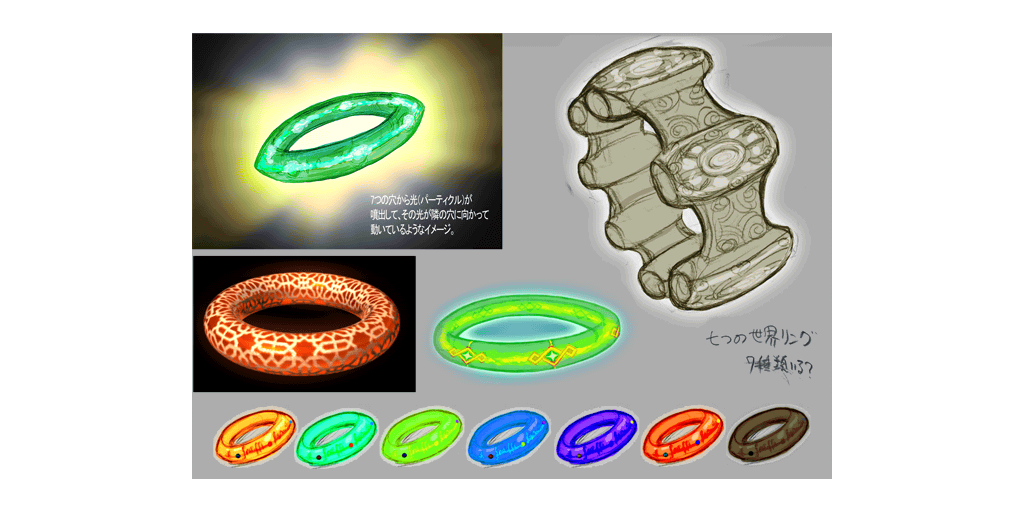 7つの穴から光(パーティクル)が
噴出して、その光が隣の穴に向かって
動いているようなイメージ。
七つの世界リング
9種類いる?